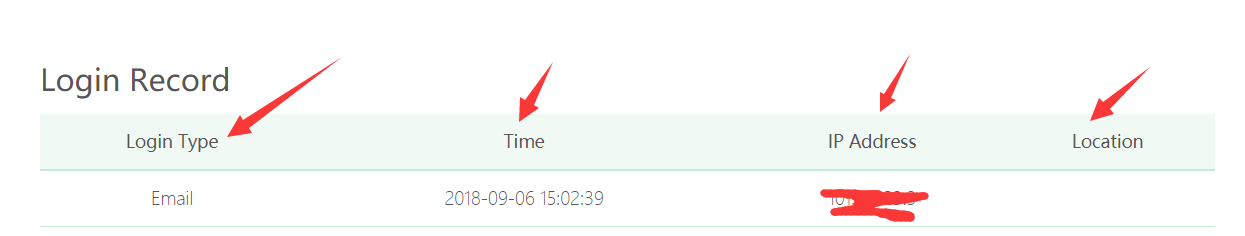 Login Record
Login Type Time IP Address Location
Email 2018-09-06 15:02:39